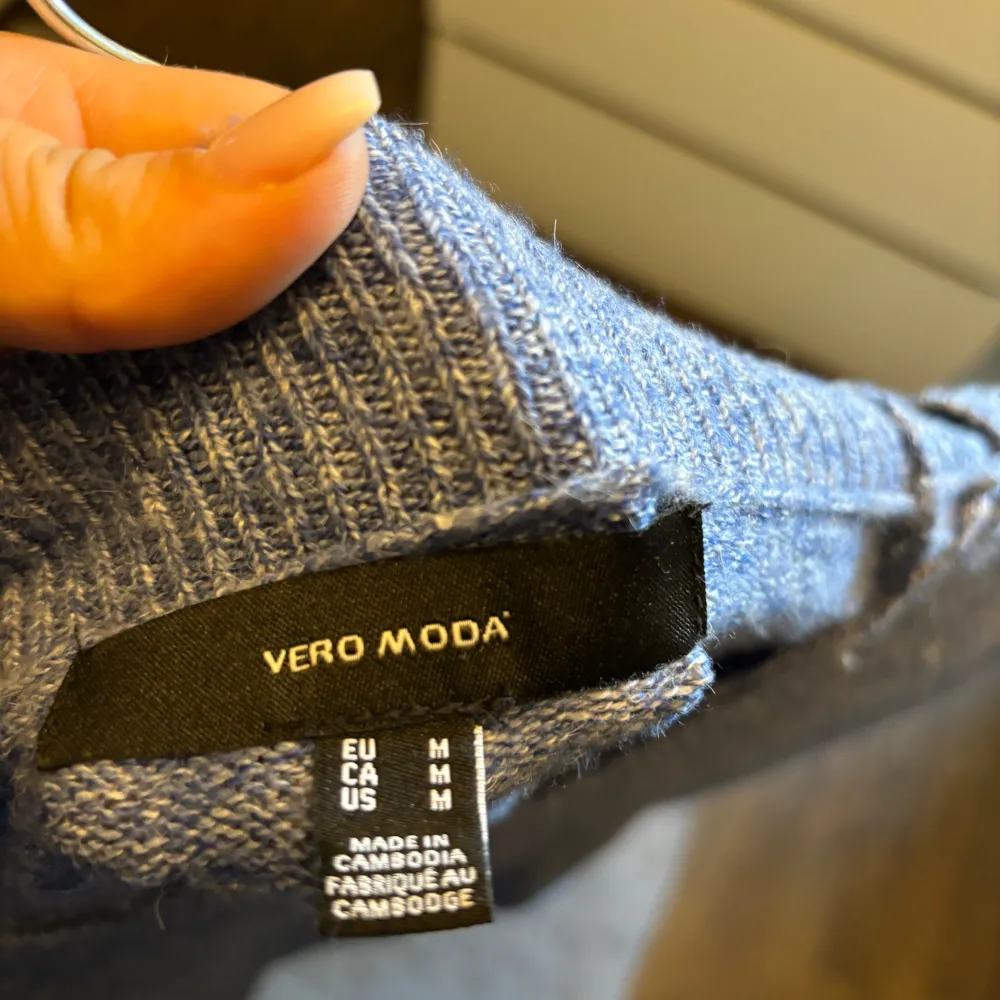 VERO MODA
EU M
CA M
US M
MADE IN
CAMBODIA
FABRIQUÉ AU
CAMBODGE